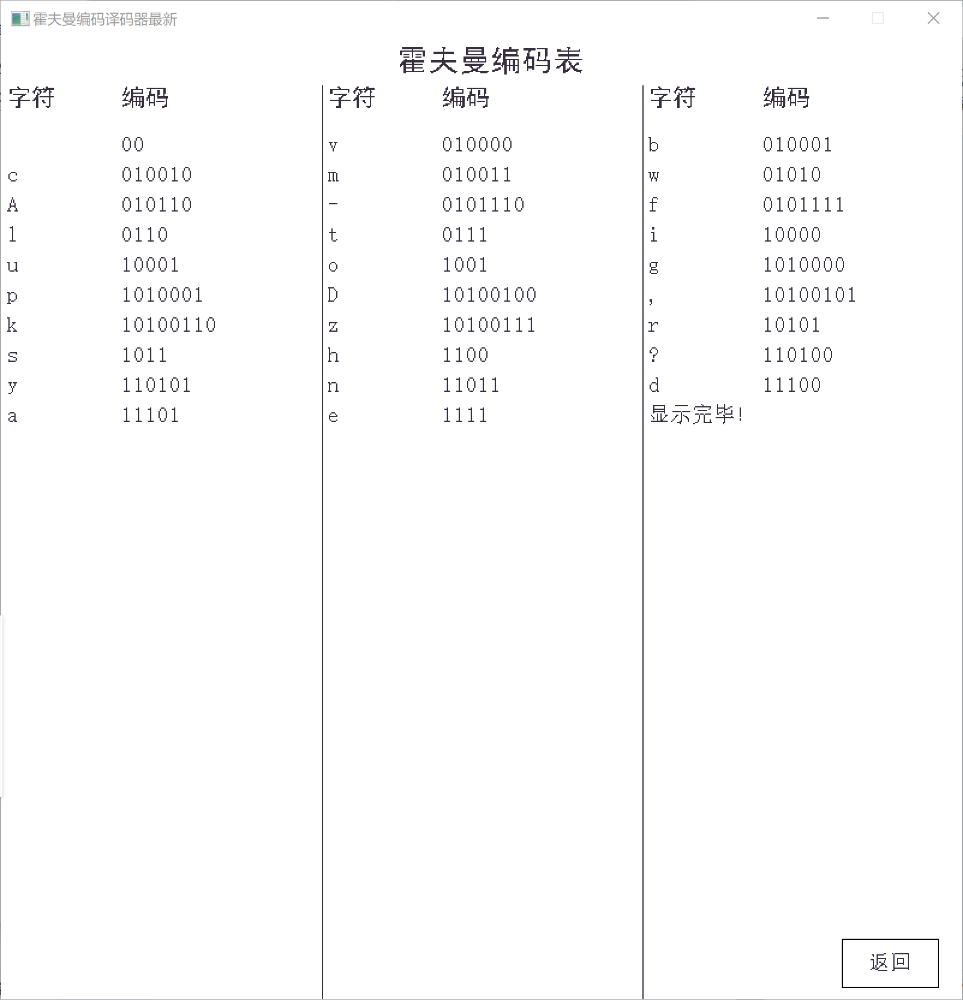 霍夫曼编码译码器最新
霍夫曼编码表
字符 编码 字符 编码 字符 编码
00 v 010000 b 010001
c 010010 m 010011 w 01010
A 010110 - 0101110 f 0101111
l 0110 t 0111 i 10000
u 10001 o 1001 g 1010000
p 1010001 D 10100100 , 10100101
k 10100110 z 10100111 r 10101
s 1011 h 1100 ? 110100
y 110101 n 11011 d 11100
a 11101 e 1111 显示完毕!
返回